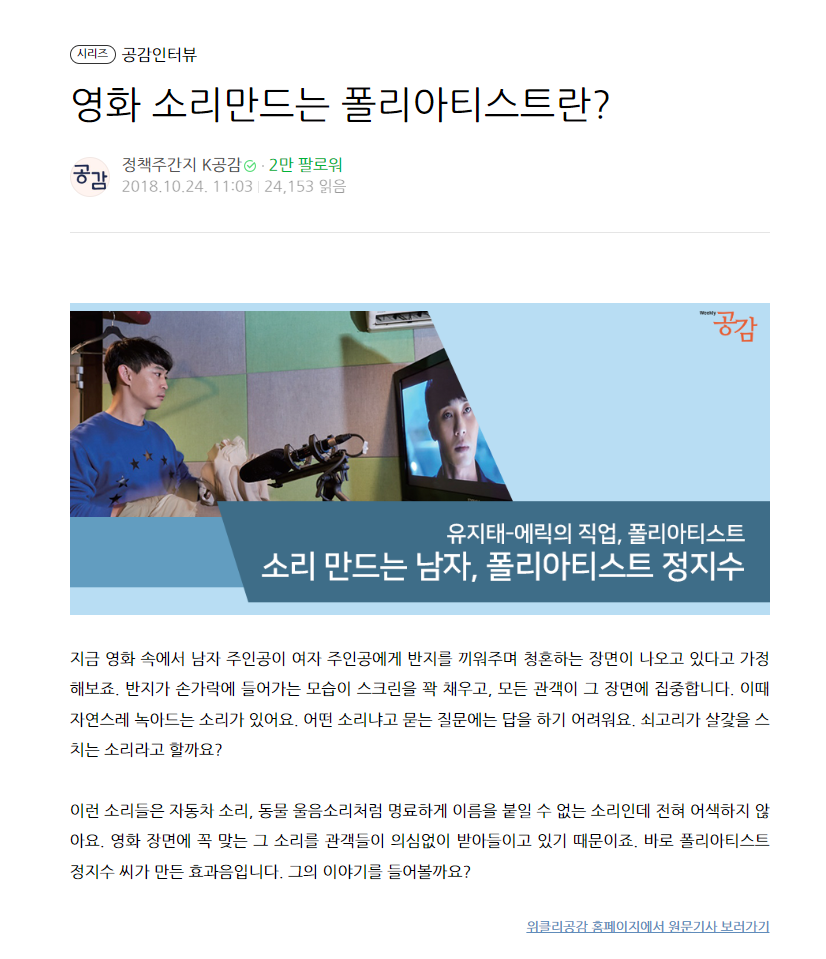 시리즈 공감인터뷰
영화 소리만드는 폴리아티스트란?
공감
정책주간지 K공감 · 2만 팔로워
2018.10.24. 11:03 24,153 읽음
Weekly 공감
유지태-에릭의 직업, 폴리아티스트
소리 만드는 남자, 폴리아티스트 정지수
지금 영화 속에서 남자 주인공이 여자 주인공에게 반지를 끼워주며 청혼하는 장면이 나오고 있다고 가정
해보죠. 반지가 손가락에 들어가는 모습이 스크린을 꽉 채우고, 모든 관객이 그 장면에 집중합니다. 이때
자연스레 녹아드는 소리가 있어요. 어떤 소리냐고 묻는 질문에는 답을 하기 어려워요. 쇠고리가 살갗을 스
치는 소리라고 할까요?
이런 소리들은 자동차 소리, 동물 울음소리처럼 명료하게 이름을 붙일 수 없는 소리인데 전혀 어색하지 않
아요. 영화 장면에 꼭 맞는 그 소리를 관객들이 의심없이 받아들이고 있기 때문이죠. 바로 폴리아티스트
정지수 씨가 만든 효과음입니다. 그의 이야기를 들어볼까요?
위클리공감 홈페이지에서 원문기사 보러가기